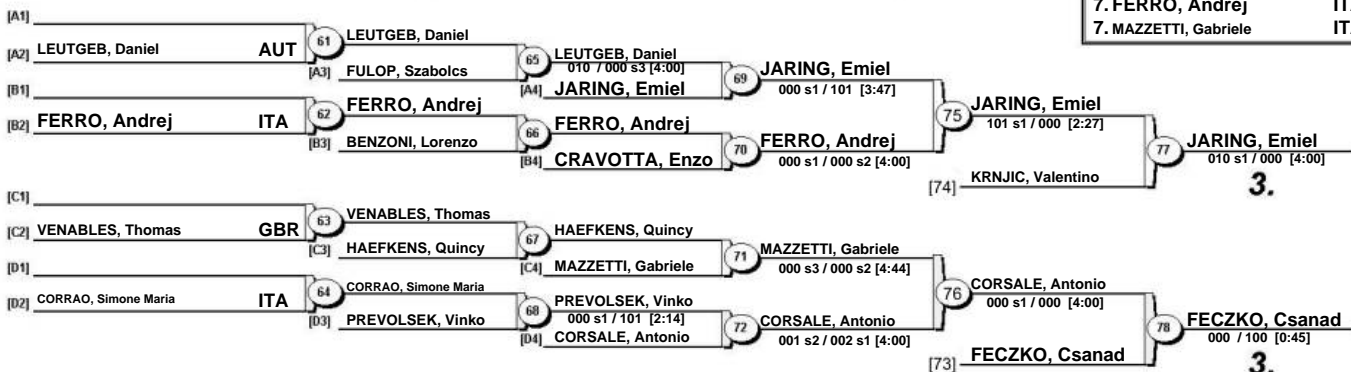 7. FERRO, Andrej IT
7. MAZZETTI, Gabriele IT
[A1]
[A2] LEUTGEB, Daniel AUT
61
LEUTGEB, Daniel
[A3] FULOP, Szabolcs
65
LEUTGEB, Daniel
010 / 000 s3 [4:00]
[A4] JARING, Emiel
69
JARING, Emiel
000 s1 / 101 [3:47]
[B1]
[B2] FERRO, Andrej ITA
62
FERRO, Andrej
[B3] BENZONI, Lorenzo
66
FERRO, Andrej
[B4] CRAVOTTA, Enzo
70
FERRO, Andrej
000 s1 / 000 s2 [4:00]
75
JARING, Emiel
101 s1 / 000 [2:27]
[74] KRNJIC, Valentino
77
JARING, Emiel
010 s1 / 000 [4:00]
3.
[C1]
[C2] VENABLES, Thomas GBR
63
VENABLES, Thomas
[C3] HAEFKENS, Quincy
67
HAEFKENS, Quincy
[C4] MAZZETTI, Gabriele
71
MAZZETTI, Gabriele
000 s3 / 000 s2 [4:44]
[D1]
[D2] CORRAO, Simone Maria ITA
64
CORRAO, Simone Maria
[D3] PREVOLSEK, Vinko
68
PREVOLSEK, Vinko
000 s1 / 101 [2:14]
[D4] CORSALE, Antonio
72
CORSALE, Antonio
001 s2 / 002 s1 [4:00]
76
CORSALE, Antonio
000 s1 / 000 [4:00]
[73] FECZKO, Csanad
78
FECZKO, Csanad
000 / 100 [0:45]
3.